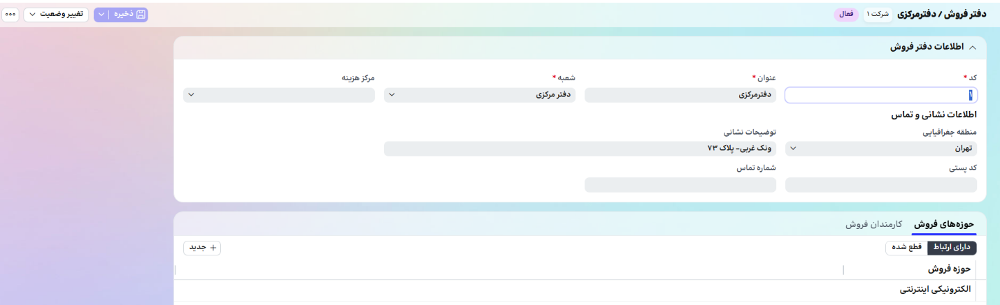 دفتر فروش / دفترمرکزی شرکت ۱ فعال ذخیره تغییر وضعیت
اطلاعات دفتر فروش
کد * عنوان * شعبه * مرکز هزینه
۱ دفترمرکزی دفتر مرکزی
اطلاعات نشانی و تماس
منطقه جغرافیایی توضیحات نشانی
تهران ونک غربی- پلاک ۷۳
کد پستی شماره تماس
حوزه‌های فروش کارمندان فروش
دارای ارتباط قطع شده + جدید
حوزه فروش
الکترونیکی اینترنتی